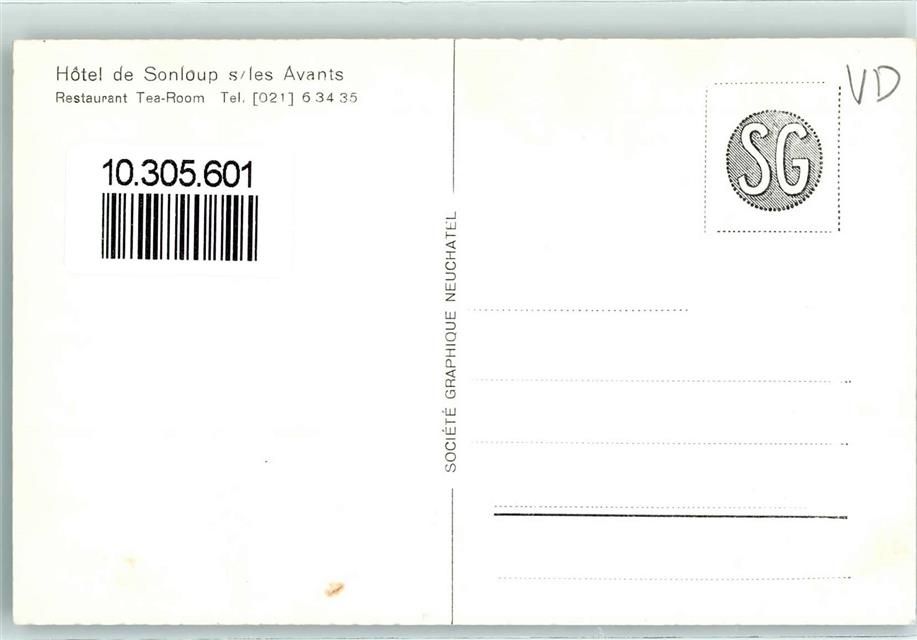 Hôtel de Sonloup s/les Avants
Restaurant Tea-Room Tel. [021] 6 34 35
10.305.601
SOCIÉTÉ GRAPHIQUE NEUCHATEL
SG
VD